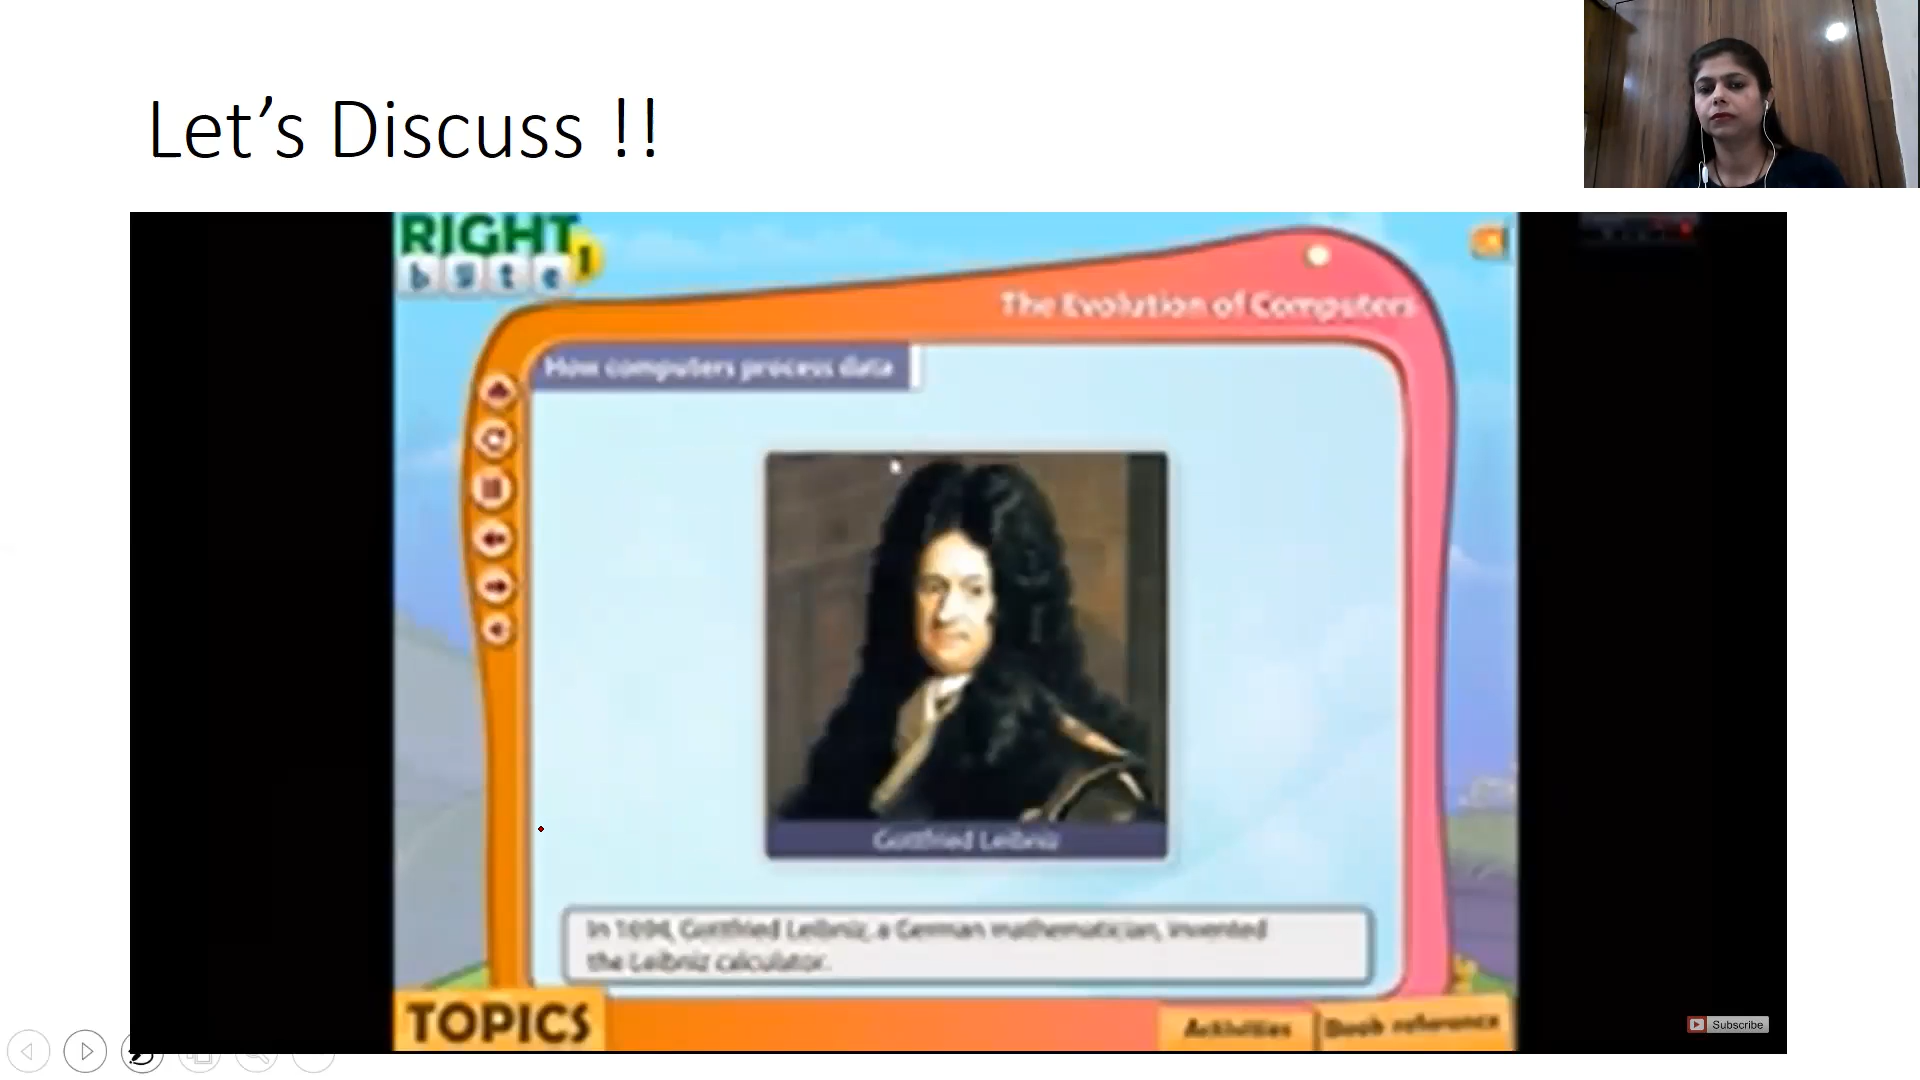 Let’s Discuss !!
RIGHT
byte 1
The Evolution of Computers
How computers process data
Gottfried Leibniz
In 1694, Gottfried Leibniz, a German mathematician, invented
the Leibniz calculator.
TOPICS
Activities
Book reference
Subscribe